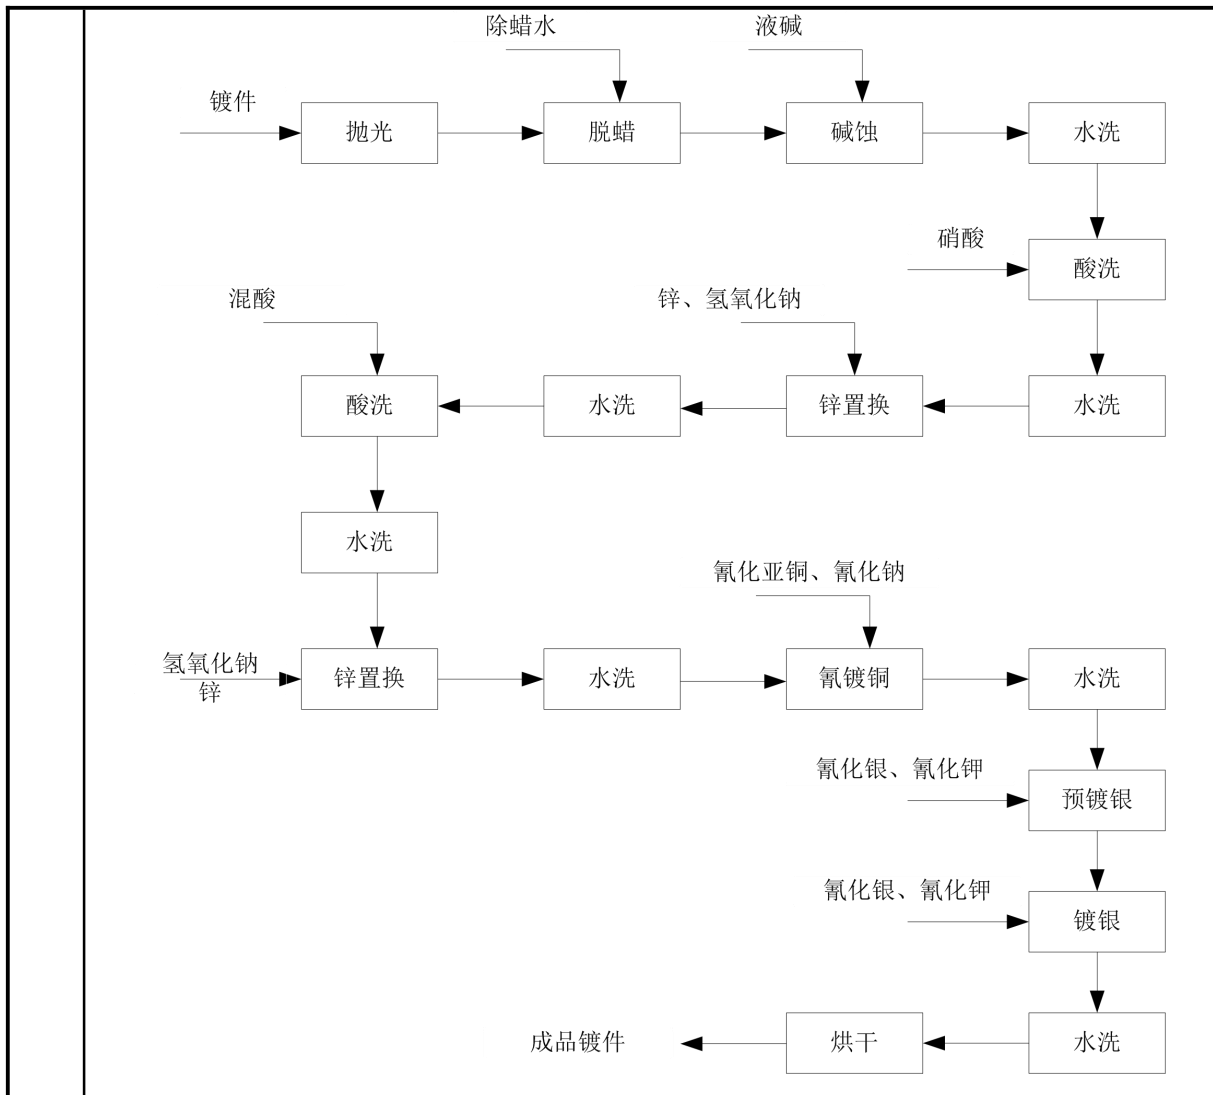 除蜡水
液碱
镀件
抛光
脱蜡
碱蚀
水洗
硝酸
酸洗
混酸
锌、氢氧化钠
酸洗
水洗
锌置换
水洗
水洗
氰化亚铜、氰化钠
氢氧化钠
锌
锌置换
水洗
氰镀铜
水洗
氰化银、氰化钾
预镀银
氰化银、氰化钾
镀银
成品镀件
烘干
水洗